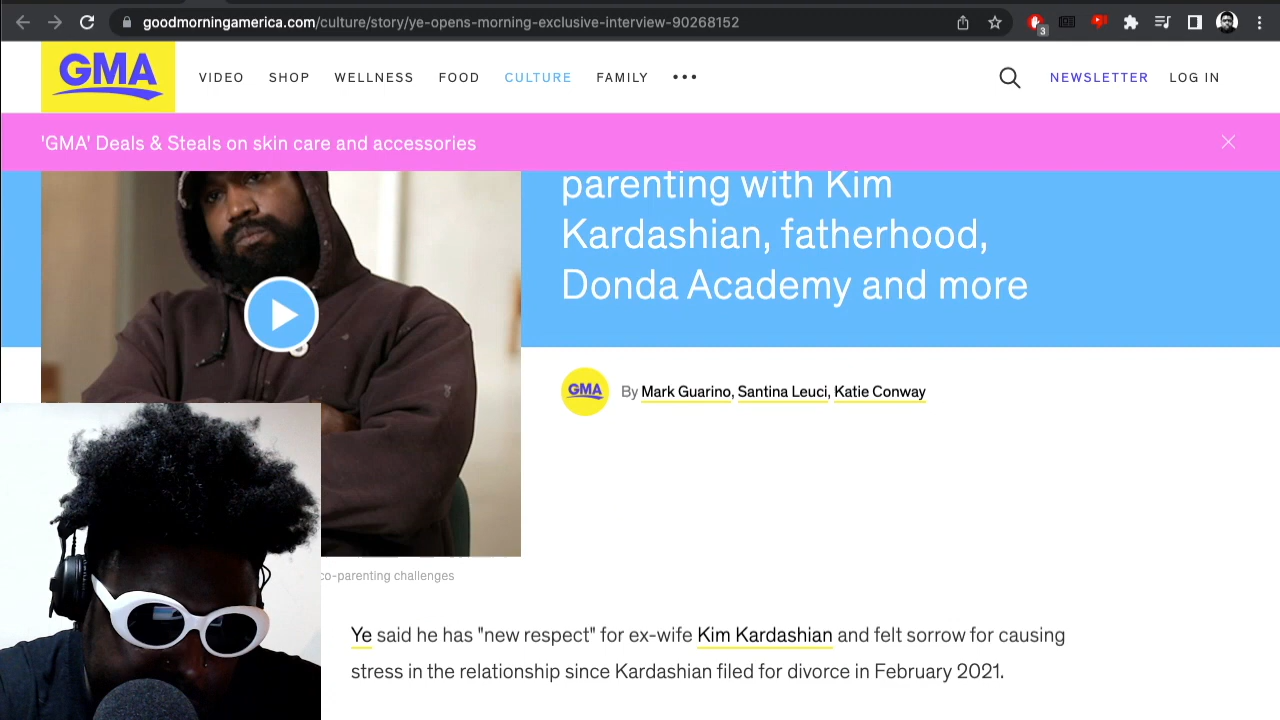 goodmorningamerica.com/culture/story/ye-opens-morning-exclusive-interview-90268152
3
GMA
VIDEO SHOP WELLNESS FOOD CULTURE FAMILY
NEWSLETTER LOG IN
'GMA' Deals & Steals on skin care and accessories
parenting with Kim
Kardashian, fatherhood,
Donda Academy and more
GMA
By Mark Guarino, Santina Leuci, Katie Conway
co-parenting challenges
Ye said he has "new respect" for ex-wife Kim Kardashian and felt sorrow for causing
stress in the relationship since Kardashian filed for divorce in February 2021.